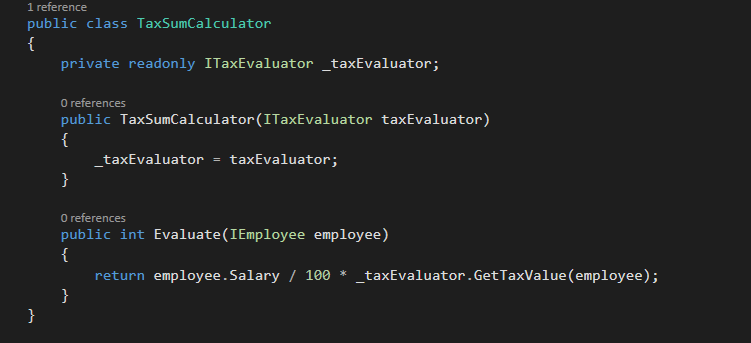 1 reference
public class TaxSumCalculator
{
    private readonly ITaxEvaluator _taxEvaluator;
    0 references
    public TaxSumCalculator(ITaxEvaluator taxEvaluator)
    {
        _taxEvaluator = taxEvaluator;
    }
    0 references
    public int Evaluate(IEmployee employee)
    {
        return employee.Salary / 100 * _taxEvaluator.GetTaxValue(employee);
    }
}